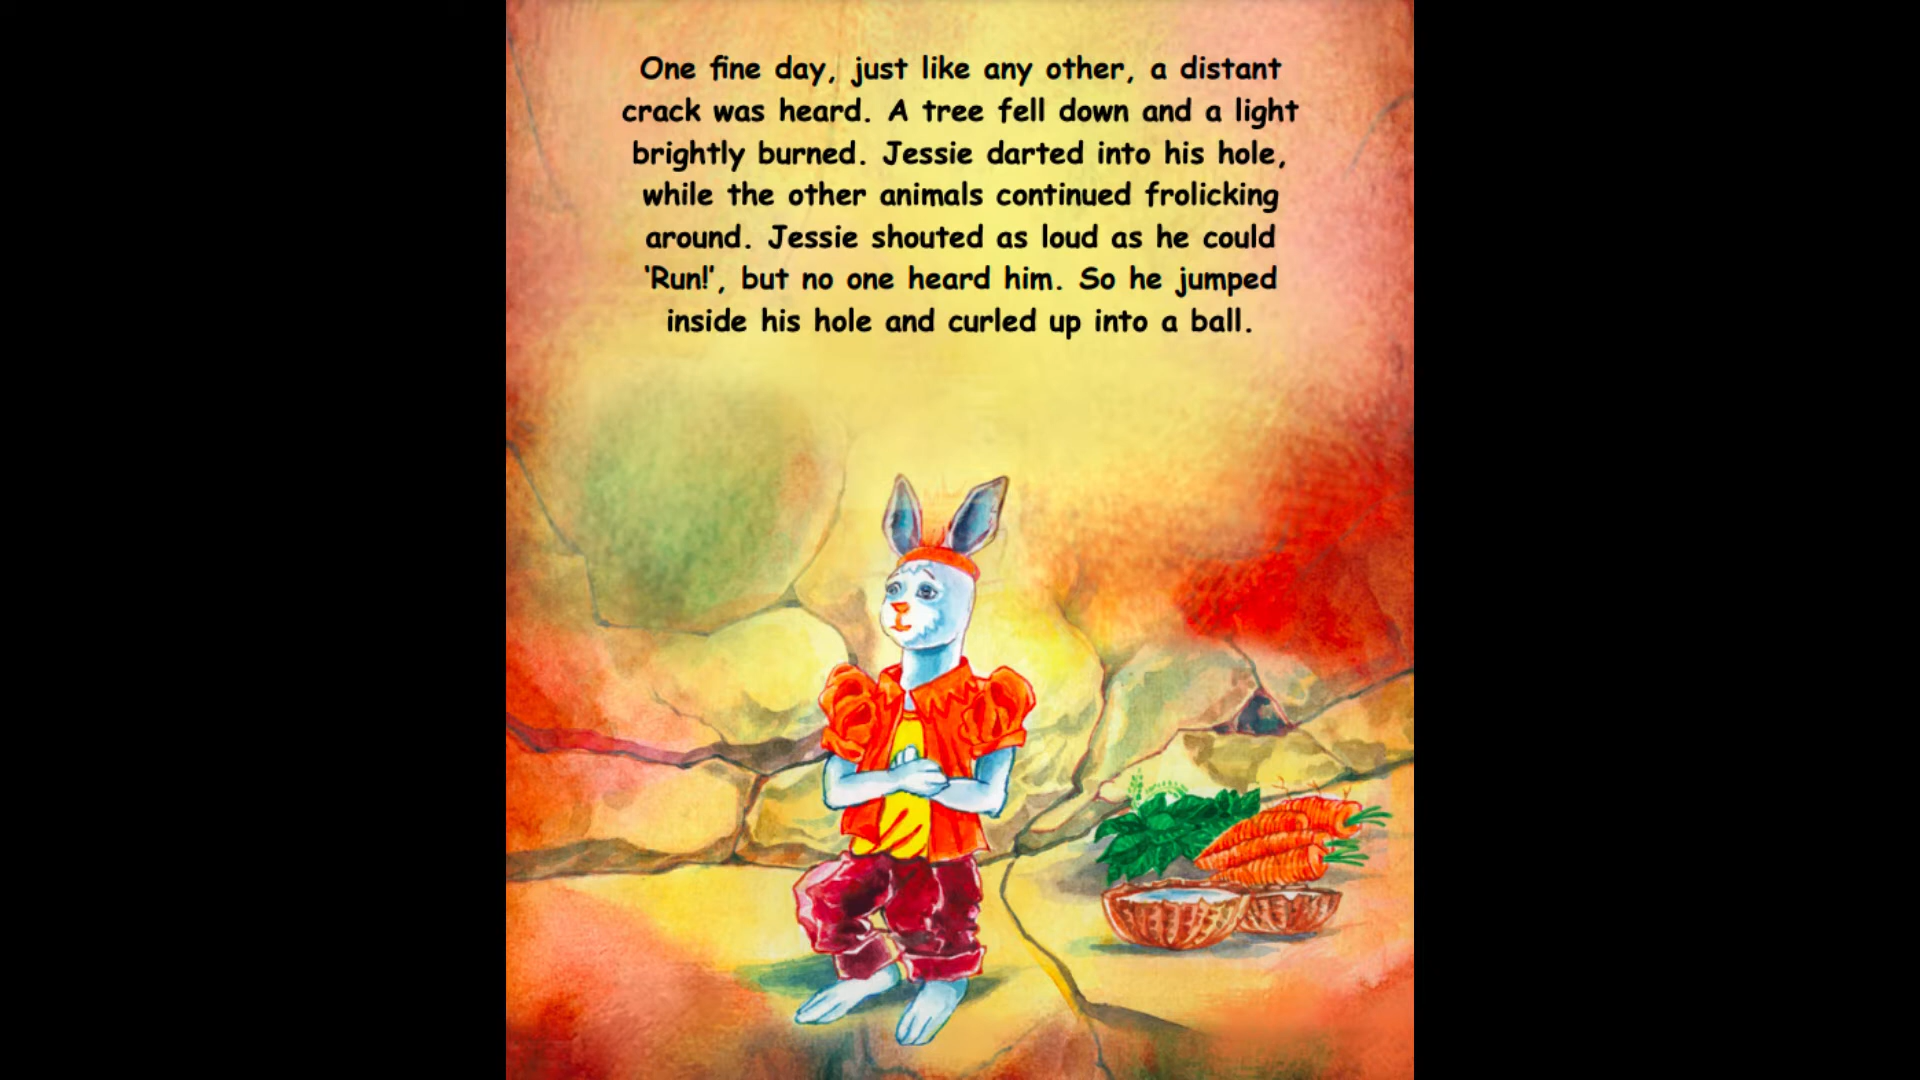 One fine day, just like any other, a distant
crack was heard. A tree fell down and a light
brightly burned. Jessie darted into his hole,
while the other animals continued frolicking
around. Jessie shouted as loud as he could
‘Run!’, but no one heard him. So he jumped
inside his hole and curled up into a ball.